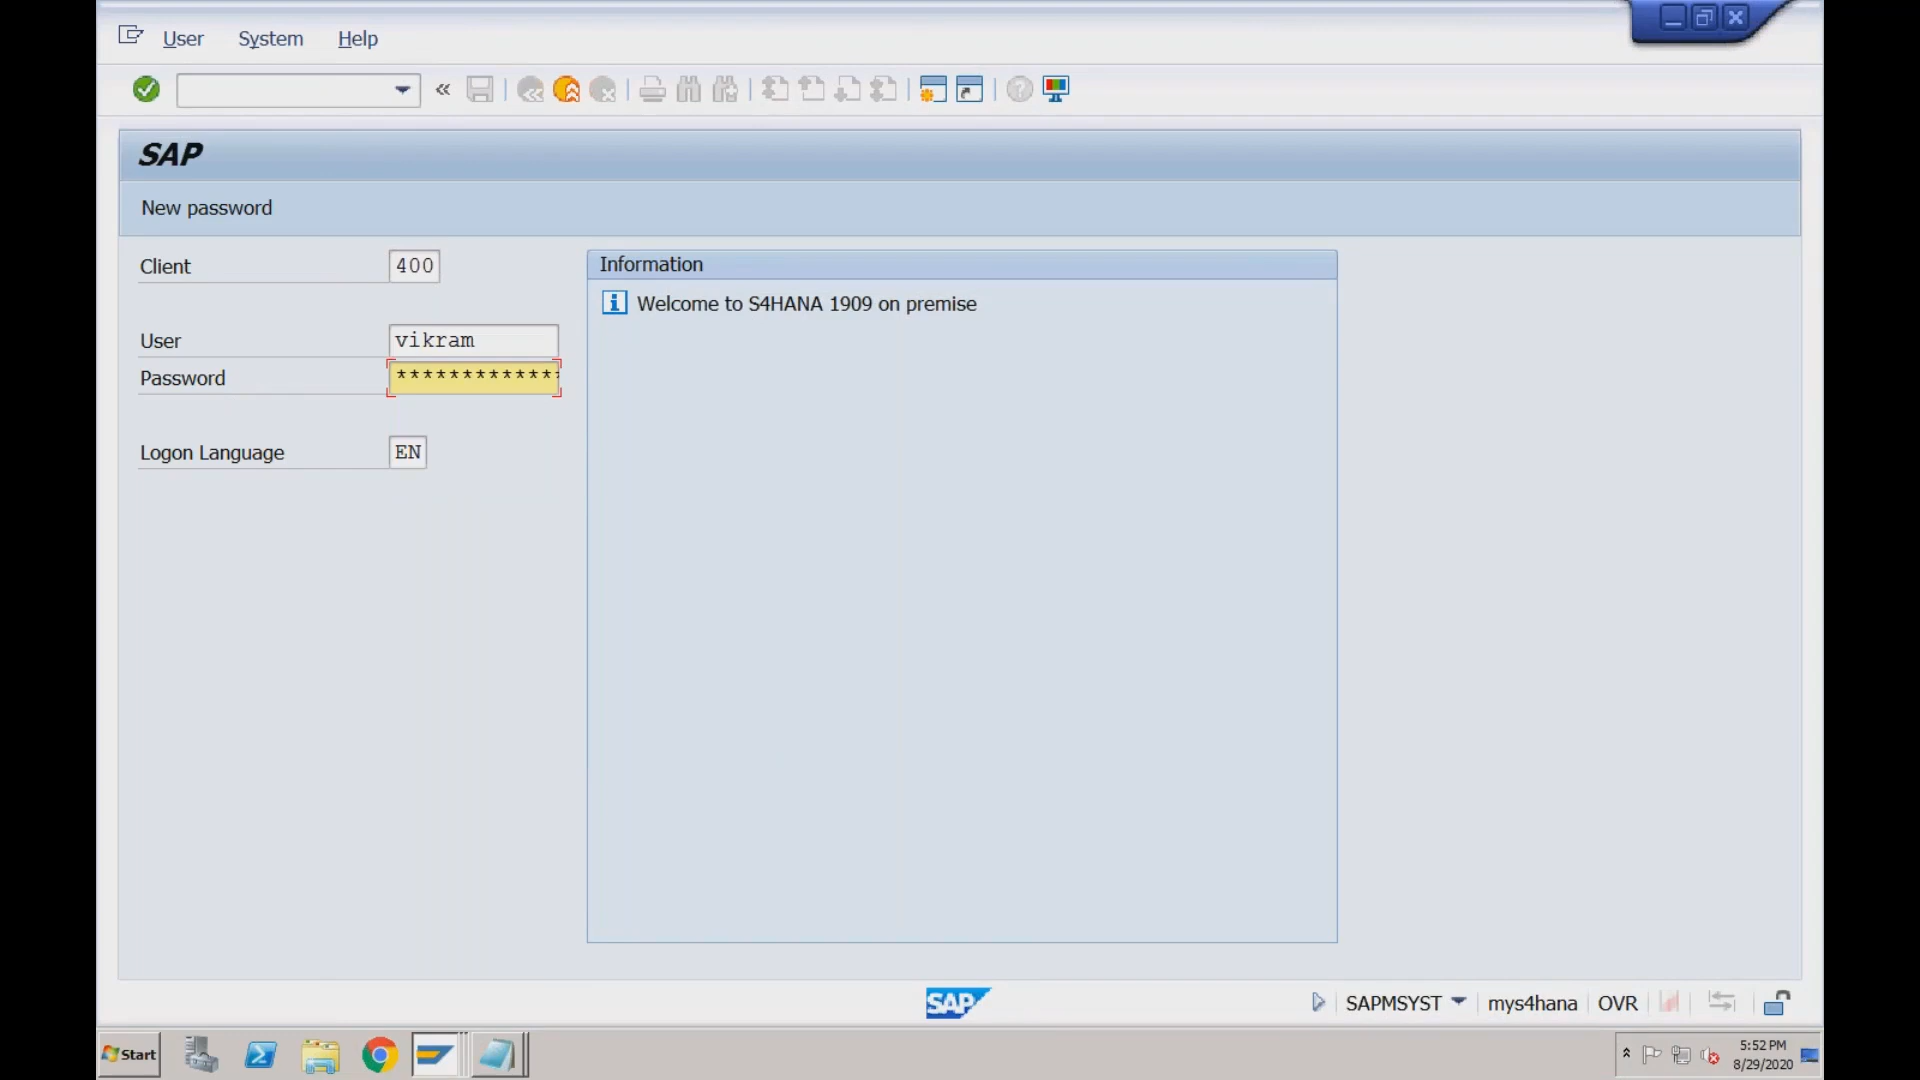 User System Help
SAP
New password
Client 400
Information
Welcome to S4HANA 1909 on premise
User vikram
Password *************
Logon Language EN
SAP
SAPMSYST mys4hana OVR
Start
5:52 PM
8/29/2020